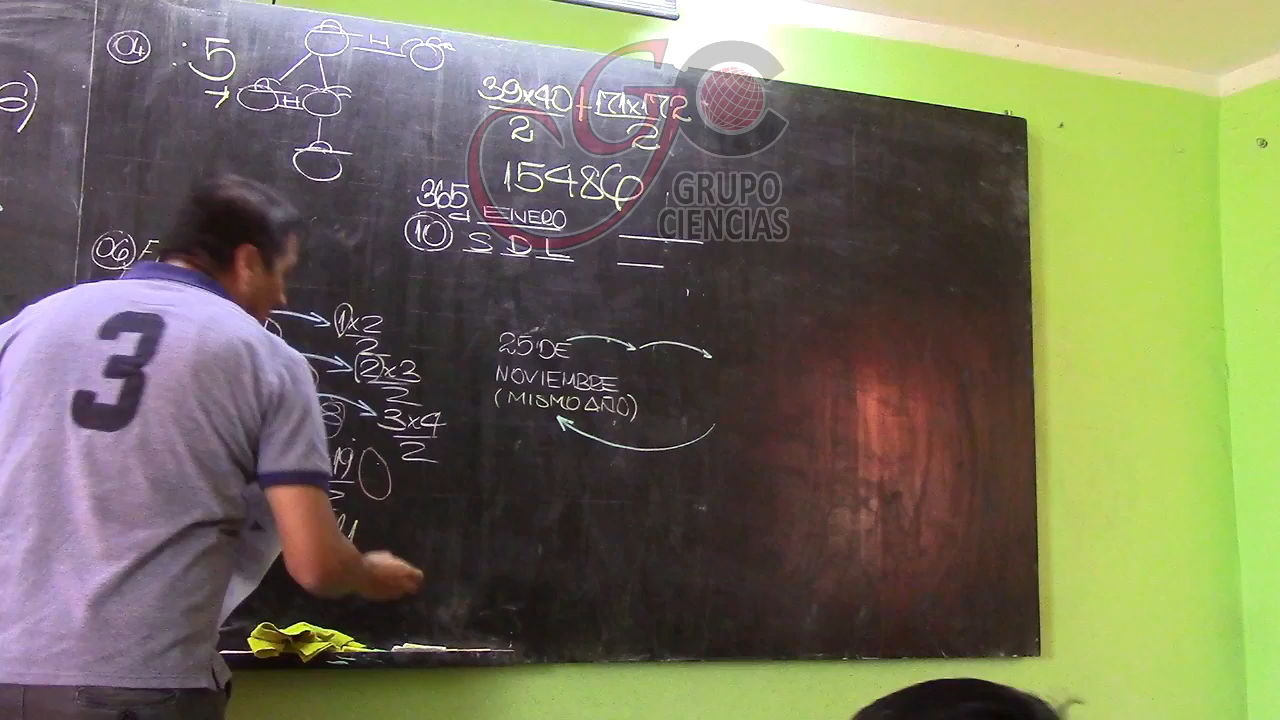 04
: 5
H
H
39x40 + 171x172
2 2
15486
365
ENERO
10 S D L
06
1x2
2
2x3
2
3x4
2
19
25 DE
NOVIEMBRE
(MISMO AÑO)
3
GC
GRUPO
CIENCIAS